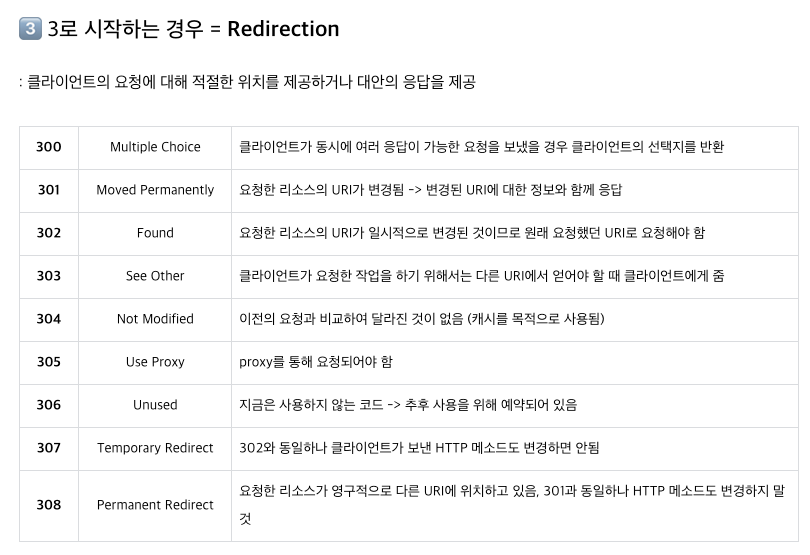 3 3로 시작하는 경우 = Redirection
: 클라이언트의 요청에 대해 적절한 위치를 제공하거나 대안의 응답을 제공
300 Multiple Choice 클라이언트가 동시에 여러 응답이 가능한 요청을 보냈을 경우 클라이언트의 선택지를 반환
301 Moved Permanently 요청한 리소스의 URI가 변경됨 -> 변경된 URI에 대한 정보와 함께 응답
302 Found 요청한 리소스의 URI가 일시적으로 변경된 것이므로 원래 요청했던 URI로 요청해야 함
303 See Other 클라이언트가 요청한 작업을 하기 위해서는 다른 URI에서 얻어야 할 때 클라이언트에게 줌
304 Not Modified 이전의 요청과 비교하여 달라진 것이 없음 (캐시를 목적으로 사용됨)
305 Use Proxy proxy를 통해 요청되어야 함
306 Unused 지금은 사용하지 않는 코드 -> 추후 사용을 위해 예약되어 있음
307 Temporary Redirect 302와 동일하나 클라이언트가 보낸 HTTP 메소드도 변경하면 안됨
308 Permanent Redirect 요청한 리소스가 영구적으로 다른 URI에 위치하고 있음, 301과 동일하나 HTTP 메소드도 변경하지 말
것